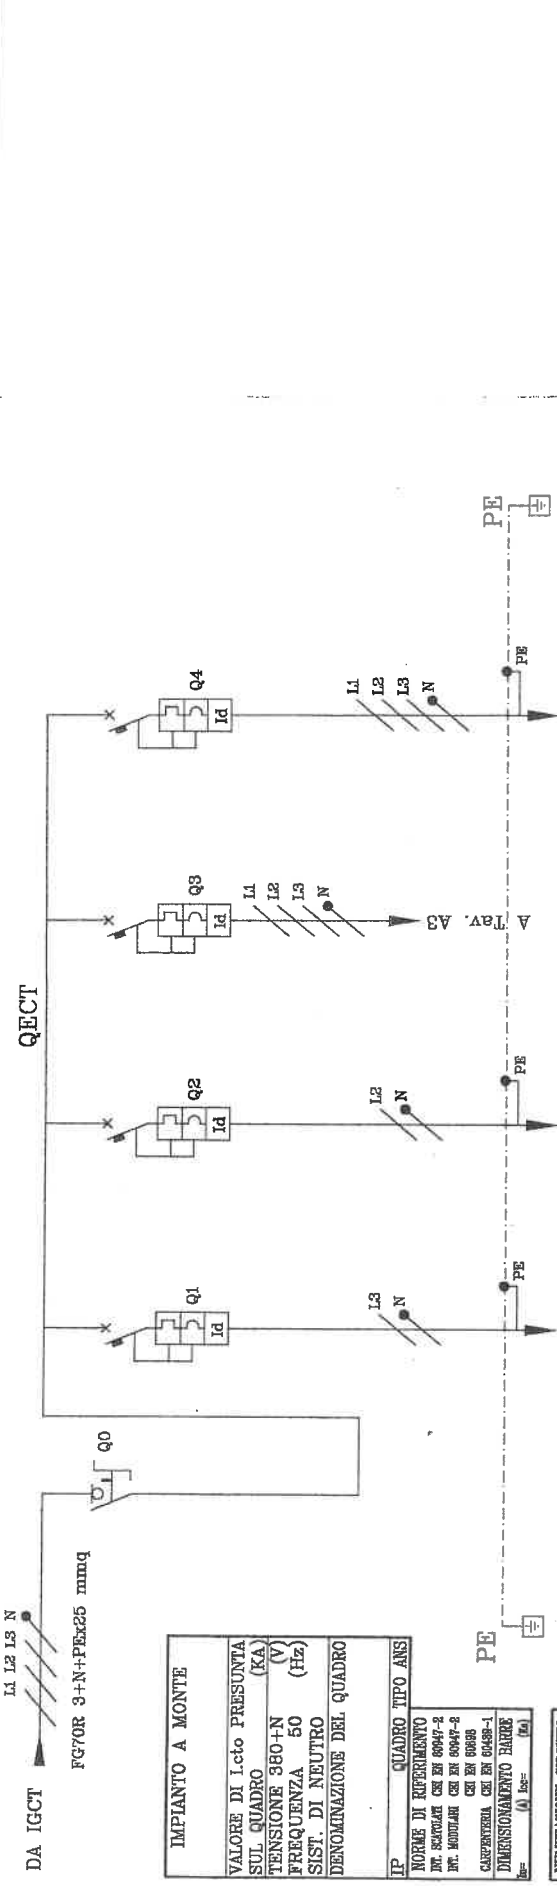 DA IGCT
L1 L2 L3 N
FG7OR 3+N+PEx25 mmq
Q0
QECT
Q1
Id
L3
N
PE
Q2
Id
L2
N
PE
Q3
Id
L1
L2
L3
N
A Tav. A3
Q4
Id
L1
L2
L3
N
PE
PE
PE
IMPIANTO A MONTE
VALORE DI I.cto PRESUNTA
SUL QUADRO (KA)
TENSIONE 380+N (V)
FREQUENZA 50 (Hz)
SIST. DI NEUTRO
DENOMINAZIONE DEL QUADRO
IP QUADRO TIPO ANS
NORME DI RIFERIMENTO
INT. SCATOLATI CEI EN 60947-2
INT. MODULARI CEI EN 60947-2
CEI EN 60898
CARPENTERIA CEI EN 60439-1
DIMENSIONAMENTO BARRE
In= (A) Icc= (Ka)